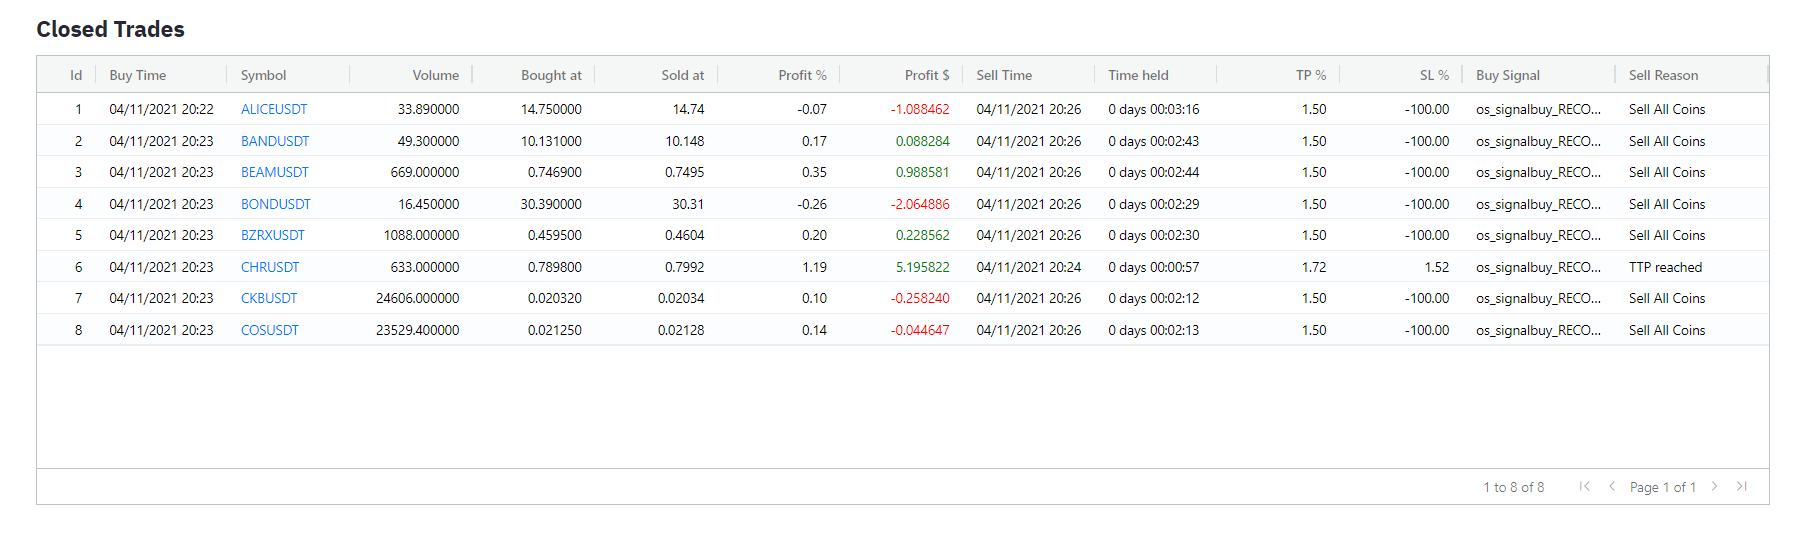 Closed Trades
Id Buy Time Symbol Volume Bought at Sold at Profit % Profit $ Sell Time Time held TP % SL % Buy Signal Sell Reason
1 04/11/2021 20:22 ALICEUSDT 33.890000 14.750000 14.74 -0.07 -1.088462 04/11/2021 20:26 0 days 00:03:16 1.50 -100.00 os_signalbuy_RECO... Sell All Coins
2 04/11/2021 20:23 BANDUSDT 49.300000 10.131000 10.148 0.17 0.088284 04/11/2021 20:26 0 days 00:02:43 1.50 -100.00 os_signalbuy_RECO... Sell All Coins
3 04/11/2021 20:23 BEAMUSDT 669.000000 0.746900 0.7495 0.35 0.988581 04/11/2021 20:26 0 days 00:02:44 1.50 -100.00 os_signalbuy_RECO... Sell All Coins
4 04/11/2021 20:23 BONDUSDT 16.450000 30.390000 30.31 -0.26 -2.064886 04/11/2021 20:26 0 days 00:02:29 1.50 -100.00 os_signalbuy_RECO... Sell All Coins
5 04/11/2021 20:23 BZRXUSDT 1088.000000 0.459500 0.4604 0.20 0.228562 04/11/2021 20:26 0 days 00:02:30 1.50 -100.00 os_signalbuy_RECO... Sell All Coins
6 04/11/2021 20:23 CHRUSDT 633.000000 0.789800 0.7992 1.19 5.195822 04/11/2021 20:24 0 days 00:00:57 1.72 1.52 os_signalbuy_RECO... TTP reached
7 04/11/2021 20:23 CKBUSDT 24606.000000 0.020320 0.02034 0.10 -0.258240 04/11/2021 20:26 0 days 00:02:12 1.50 -100.00 os_signalbuy_RECO... Sell All Coins
8 04/11/2021 20:23 COSUSDT 23529.400000 0.021250 0.02128 0.14 -0.044647 04/11/2021 20:26 0 days 00:02:13 1.50 -100.00 os_signalbuy_RECO... Sell All Coins
1 to 8 of 8 Page 1 of 1